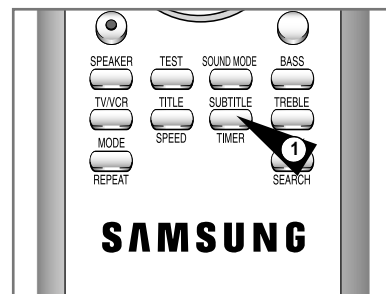 SPEAKER TEST SOUND MODE BASS
TV/VCR TITLE SUBTITLE TREBLE
MODE SPEED TIMER
1
REPEAT SEARCH
SAMSUNG